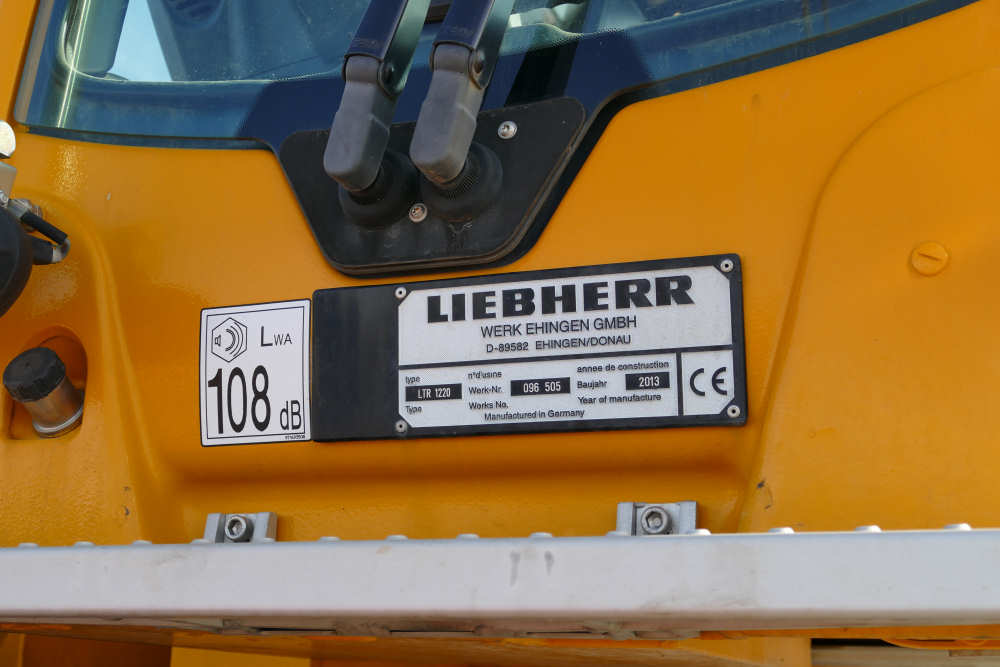 LWA
108 dB
LIEBHERR
WERK EHINGEN GMBH
D-89582 EHINGEN/DONAU
type
Type
LTR 1220
n°d'usine
Werk-Nr.
Works No.
096 505
annee de construction
Baujahr
Year of manufacture
2013
Manufactured in Germany
CE